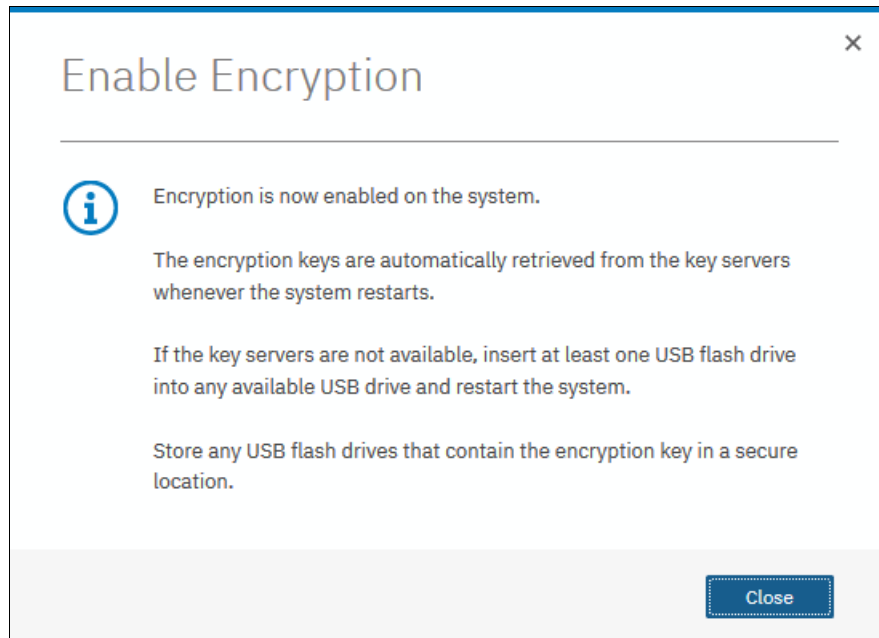 Enable Encryption
Encryption is now enabled on the system.
The encryption keys are automatically retrieved from the key servers
whenever the system restarts.
If the key servers are not available, insert at least one USB flash drive
into any available USB drive and restart the system.
Store any USB flash drives that contain the encryption key in a secure
location.
Close